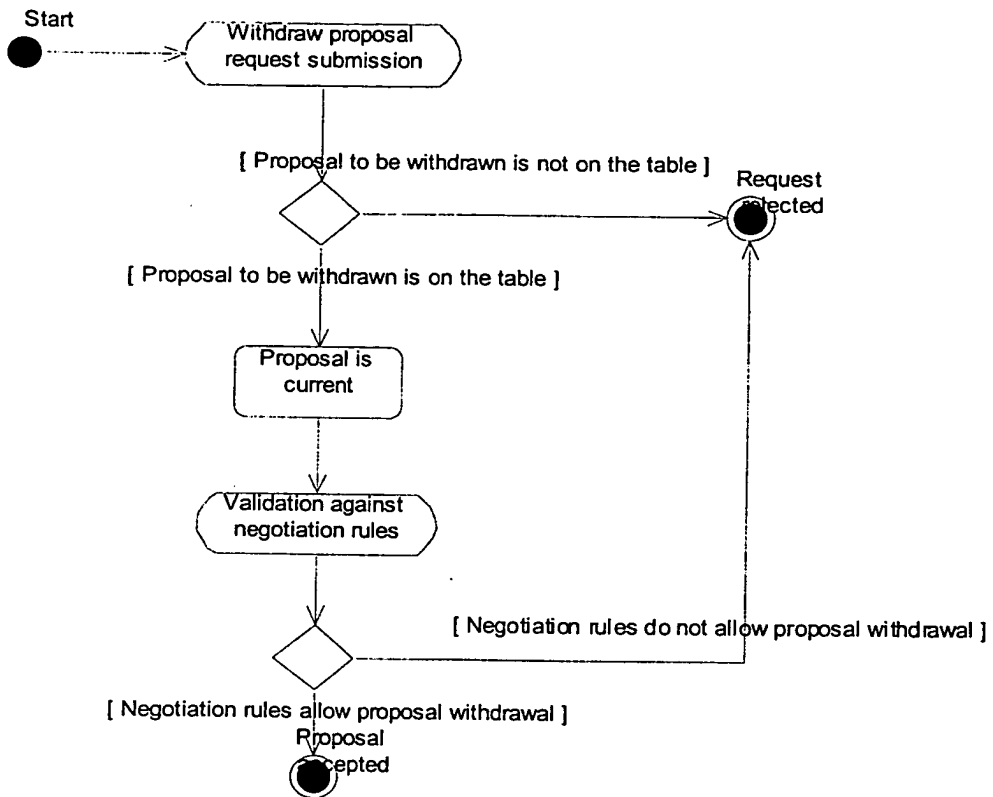 Start
Withdraw proposal
request submission
[ Proposal to be withdrawn is not on the table ]
Request
rejected
[ Proposal to be withdrawn is on the table ]
Proposal is
current
Validation against
negotiation rules
[ Negotiation rules do not allow proposal withdrawal ]
[ Negotiation rules allow proposal withdrawal ]
Proposal
accepted